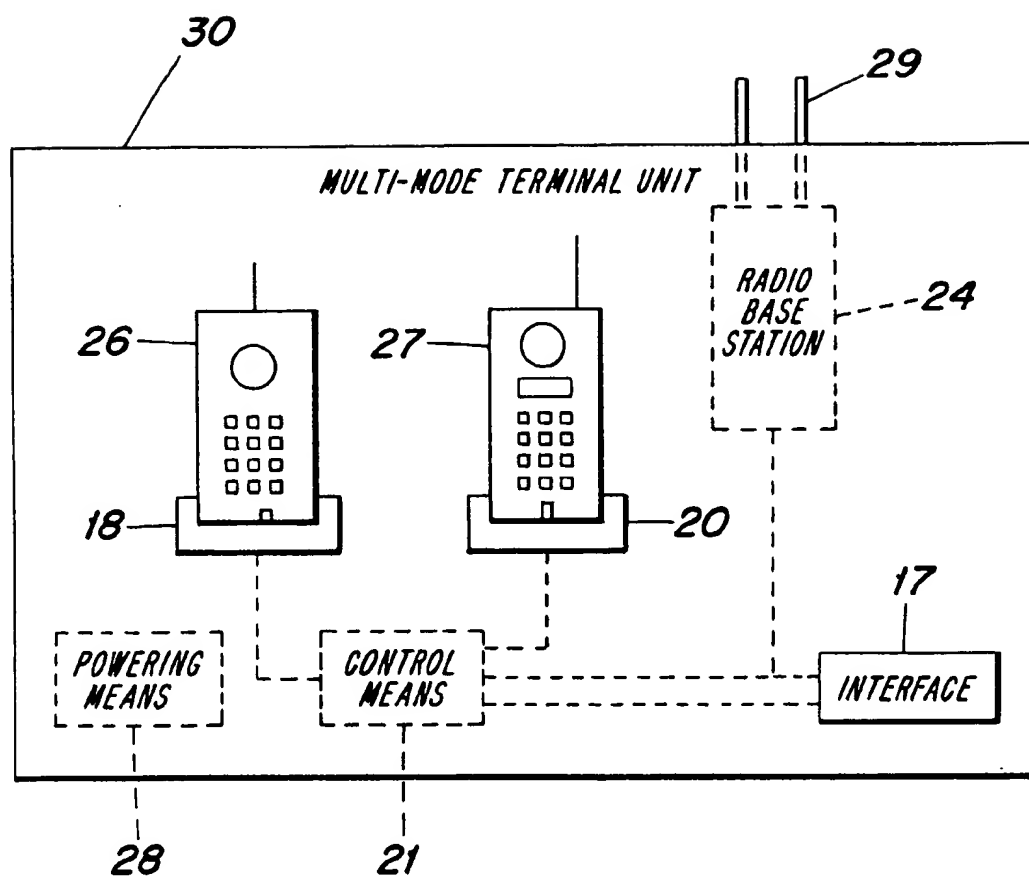 30
29
MULTI-MODE TERMINAL UNIT
RADIO
BASE
STATION
24
26
27
18
20
17
POWERING
MEANS
CONTROL
MEANS
INTERFACE
28
21